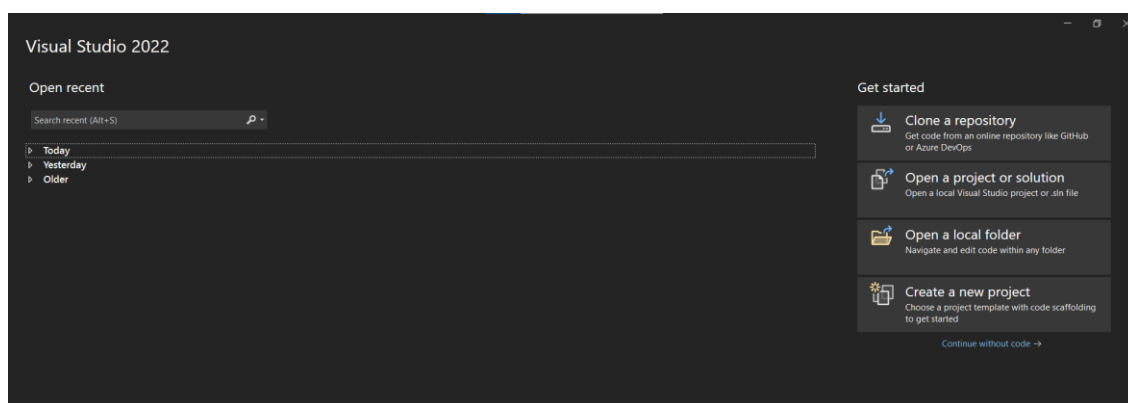 Visual Studio 2022
Open recent
Search recent (Alt+S)
Today
Yesterday
Older
Get started
Clone a repository
Get code from an online repository like GitHub
or Azure DevOps
Open a project or solution
Open a local Visual Studio project or .sln file
Open a local folder
Navigate and edit code within any folder
Create a new project
Choose a project template with code scaffolding
to get started
Continue without code →